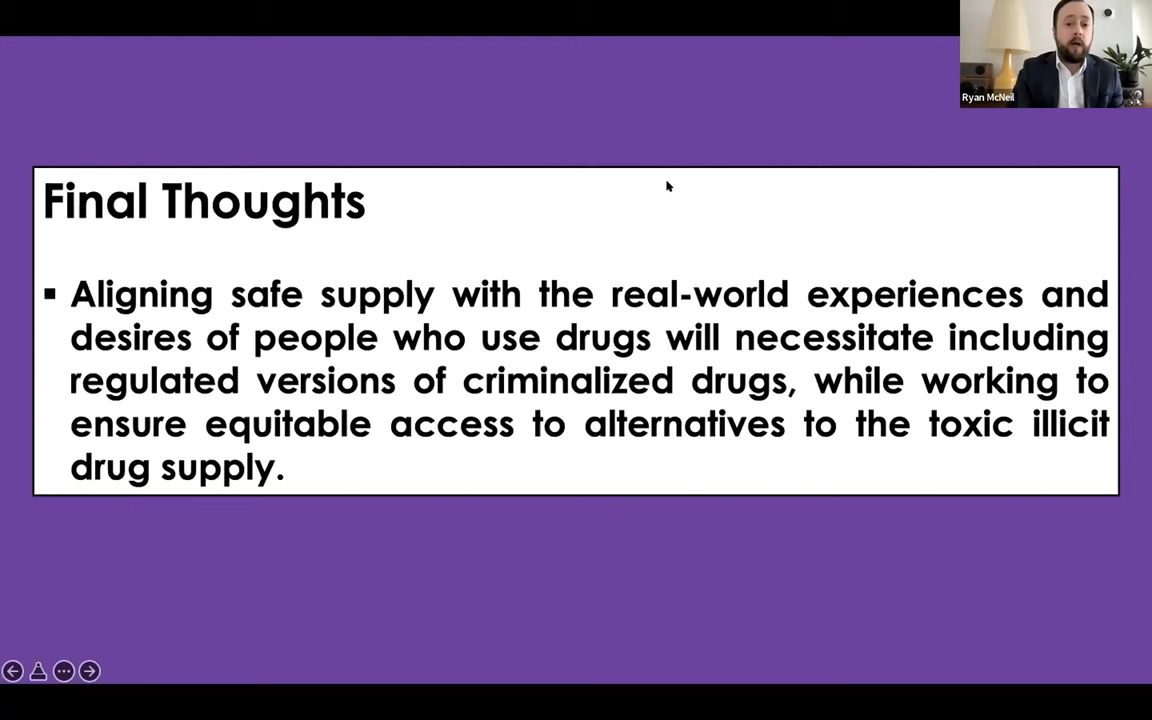 Ryan McNeil
Final Thoughts
▪ Aligning safe supply with the real-world experiences and
desires of people who use drugs will necessitate including
regulated versions of criminalized drugs, while working to
ensure equitable access to alternatives to the toxic illicit
drug supply.